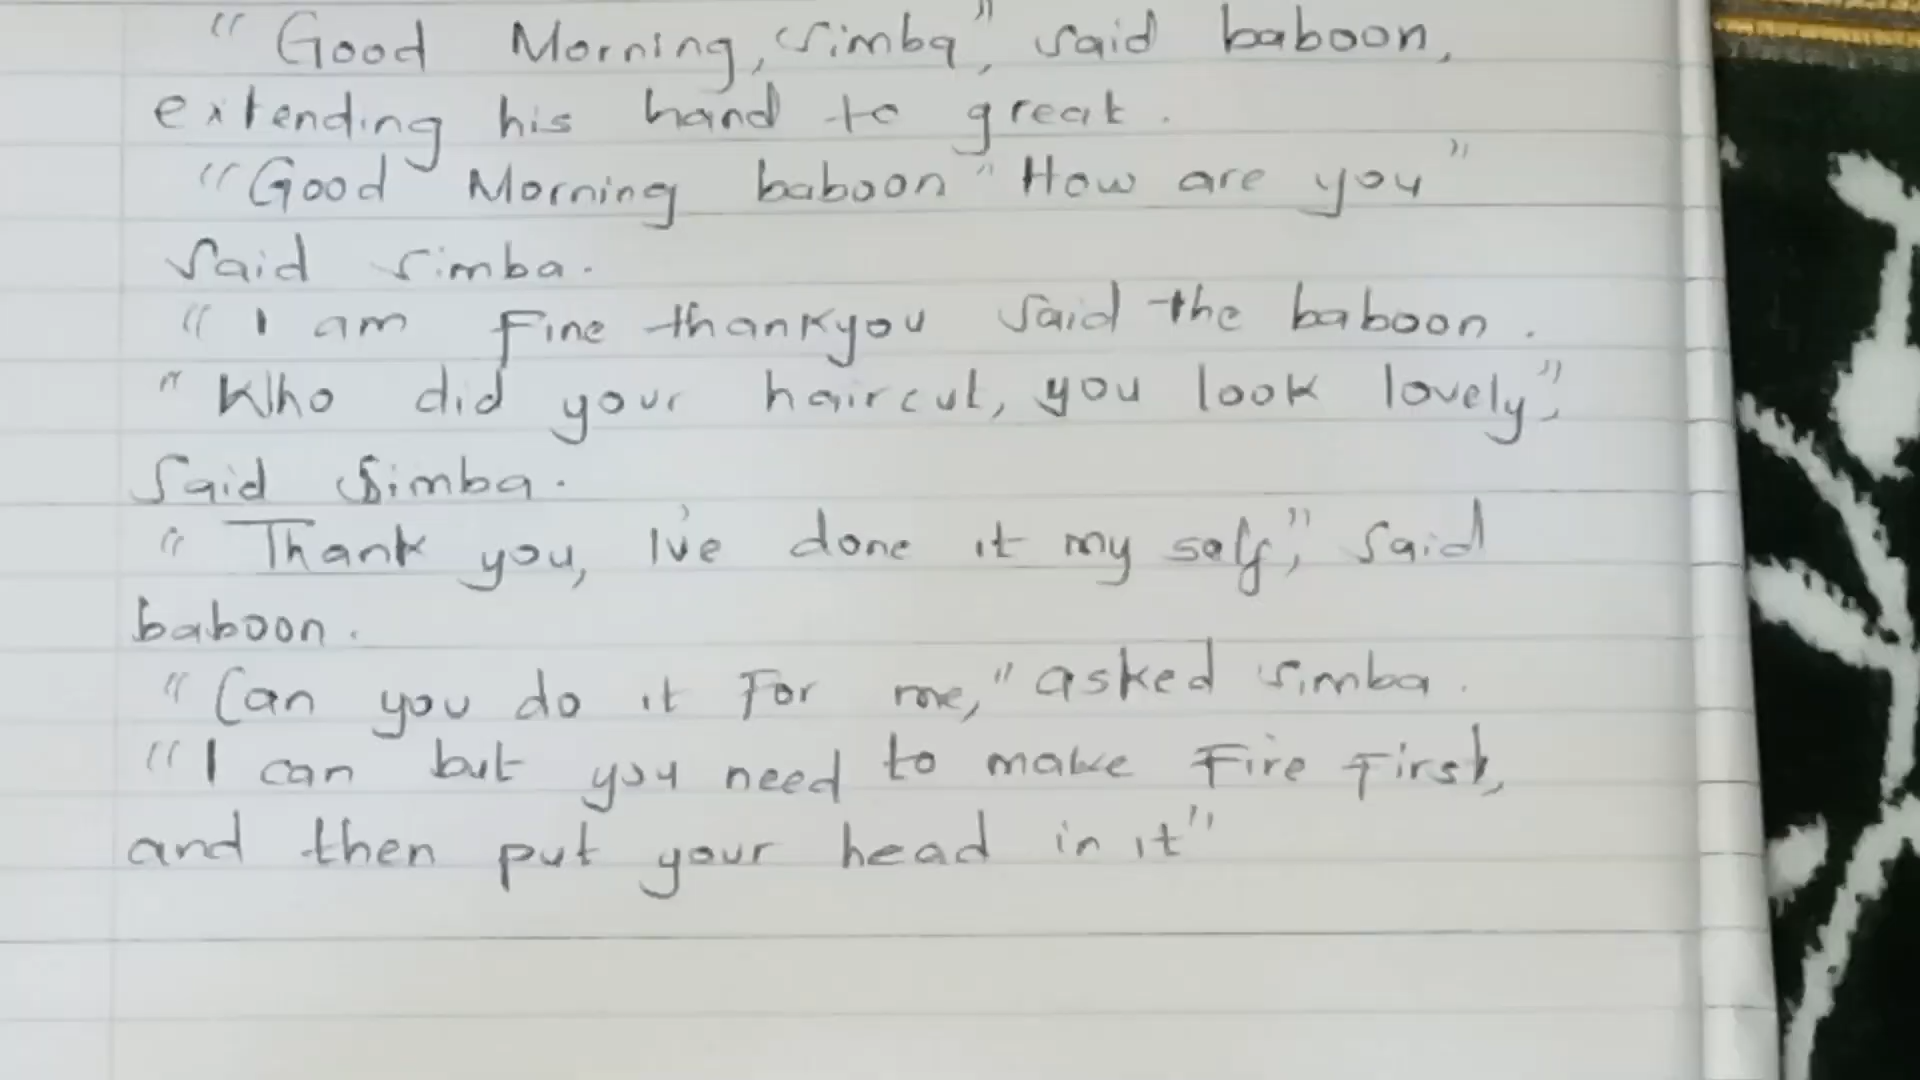 "Good Morning, simba", said baboon,
extending his hand to great.
"Good Morning baboon" How are you"
Said simba.
"I am fine thankyou said the baboon.
"Who did your haircut, you look lovely",
Said Simba.
"Thank you, I've done it my self", said
baboon.
"Can you do it For me," asked simba.
"I can but you need to make Fire First,
and then put your head in it"